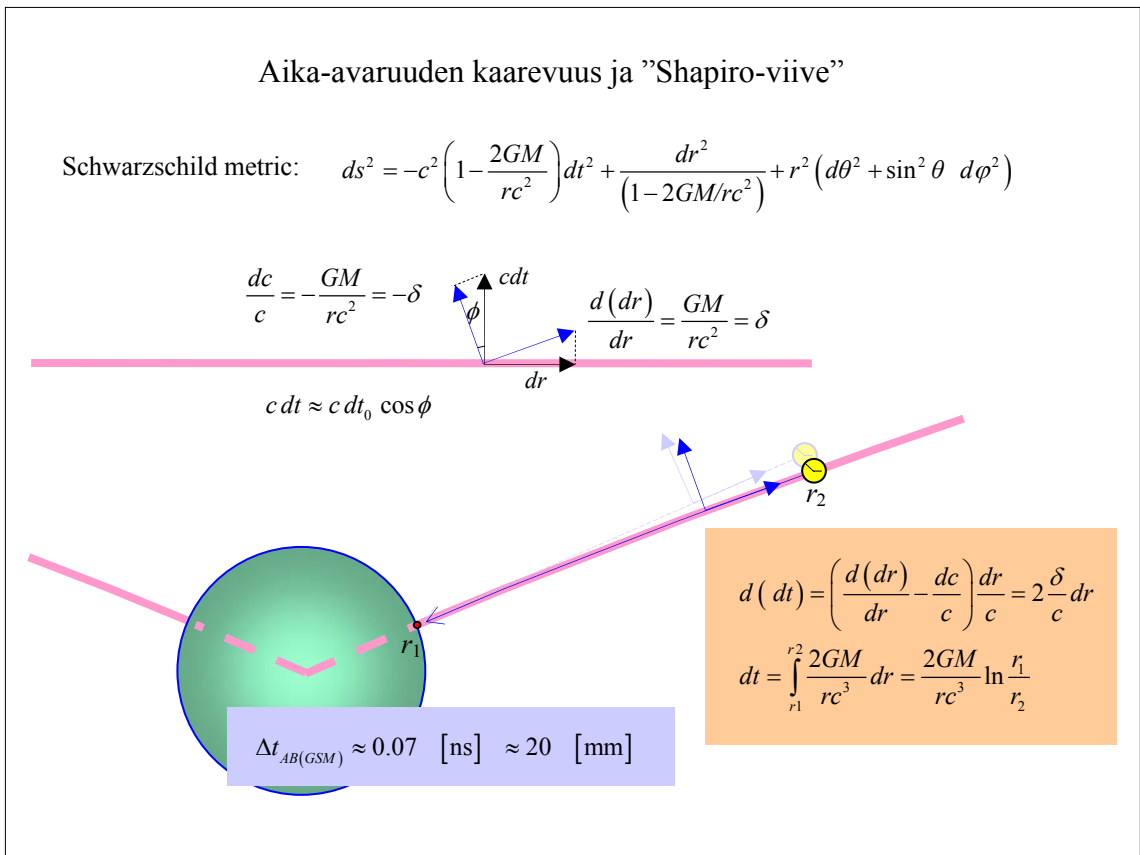 Aika-avaruuden kaarevuus ja ”Shapiro-viive”
Schwarzschild metric: ds² = −c² (1 − 2GM/rc²) dt² + dr²/(1 − 2GM/rc²) + r² (dθ² + sin² θ dφ²)
dc/c = −GM/rc² = −δ
cdt
ϕ
d(dr)/dr = GM/rc² = δ
dr
c dt ≈ c dt₀ cos ϕ
r₂
r₁
d( dt) = (d(dr)/dr − dc/c) dr/c = 2 δ/c dr
dt = ∫_{r1}^{r2} 2GM/rc³ dr = 2GM/rc³ ln r₁/r₂
Δt_{AB(GSM)} ≈ 0.07 [ns] ≈ 20 [mm]